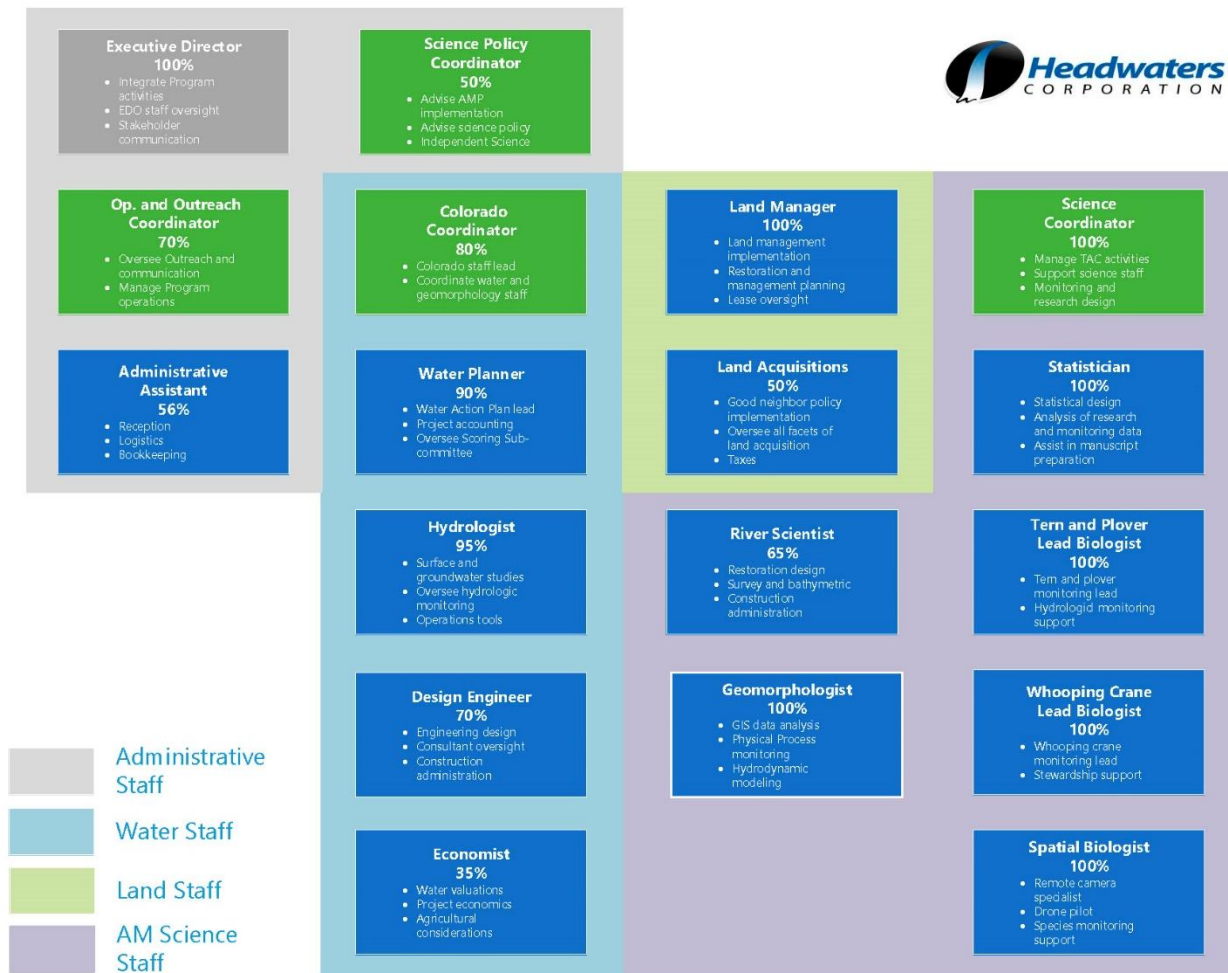 Executive Director
100%
• Integrate Program
activities
• EDO staff oversight
• Stakeholder
communication
Science Policy
Coordinator
50%
• Advise AMP
implementation
• Advise science policy
• Independent Science
Headwaters
CORPORATION
Op. and Outreach
Coordinator
70%
• Oversee Outreach and
communication
• Manage Program
operations
Colorado
Coordinator
80%
• Colorado staff lead
• Coordinate water and
geomorphology staff
Land Manager
100%
• Land management
implementation
• Restoration and
management planning
• Lease oversight
Science
Coordinator
100%
• Manage TAC activities
• Support science staff
• Monitoring and
research design
Administrative
Assistant
56%
• Reception
• Logistics
• Bookkeeping
Water Planner
90%
• Water Action Plan lead
• Project accounting
• Oversee Scoring Sub-
committee
Land Acquisitions
50%
• Good neighbor policy
implementation
• Oversee all facets of
land acquisition
• Taxes
Statistician
100%
• Statistical design
• Analysis of research
and monitoring data
• Assist in manuscript
preparation
Hydrologist
95%
• Surface and
groundwater studies
• Oversee hydrologic
monitoring
• Operations tools
River Scientist
65%
• Restoration design
• Survey and bathymetric
• Construction
administration
Tern and Plover
Lead Biologist
100%
• Tern and plover
monitoring lead
• Hydrologid monitoring
support
Design Engineer
70%
• Engineering design
• Consultant oversight
• Construction
administration
Geomorphologist
100%
• GIS data analysis
• Physical Process
monitoring
• Hydrodynamic
modeling
Whooping Crane
Lead Biologist
100%
• Whooping crane
monitoring lead
• Stewardship support
Economist
35%
• Water valuations
• Project economics
• Agricultural
considerations
Spatial Biologist
100%
• Remote camera
specialist
• Drone pilot
• Species monitoring
support
Administrative
Staff
Water Staff
Land Staff
AM Science
Staff